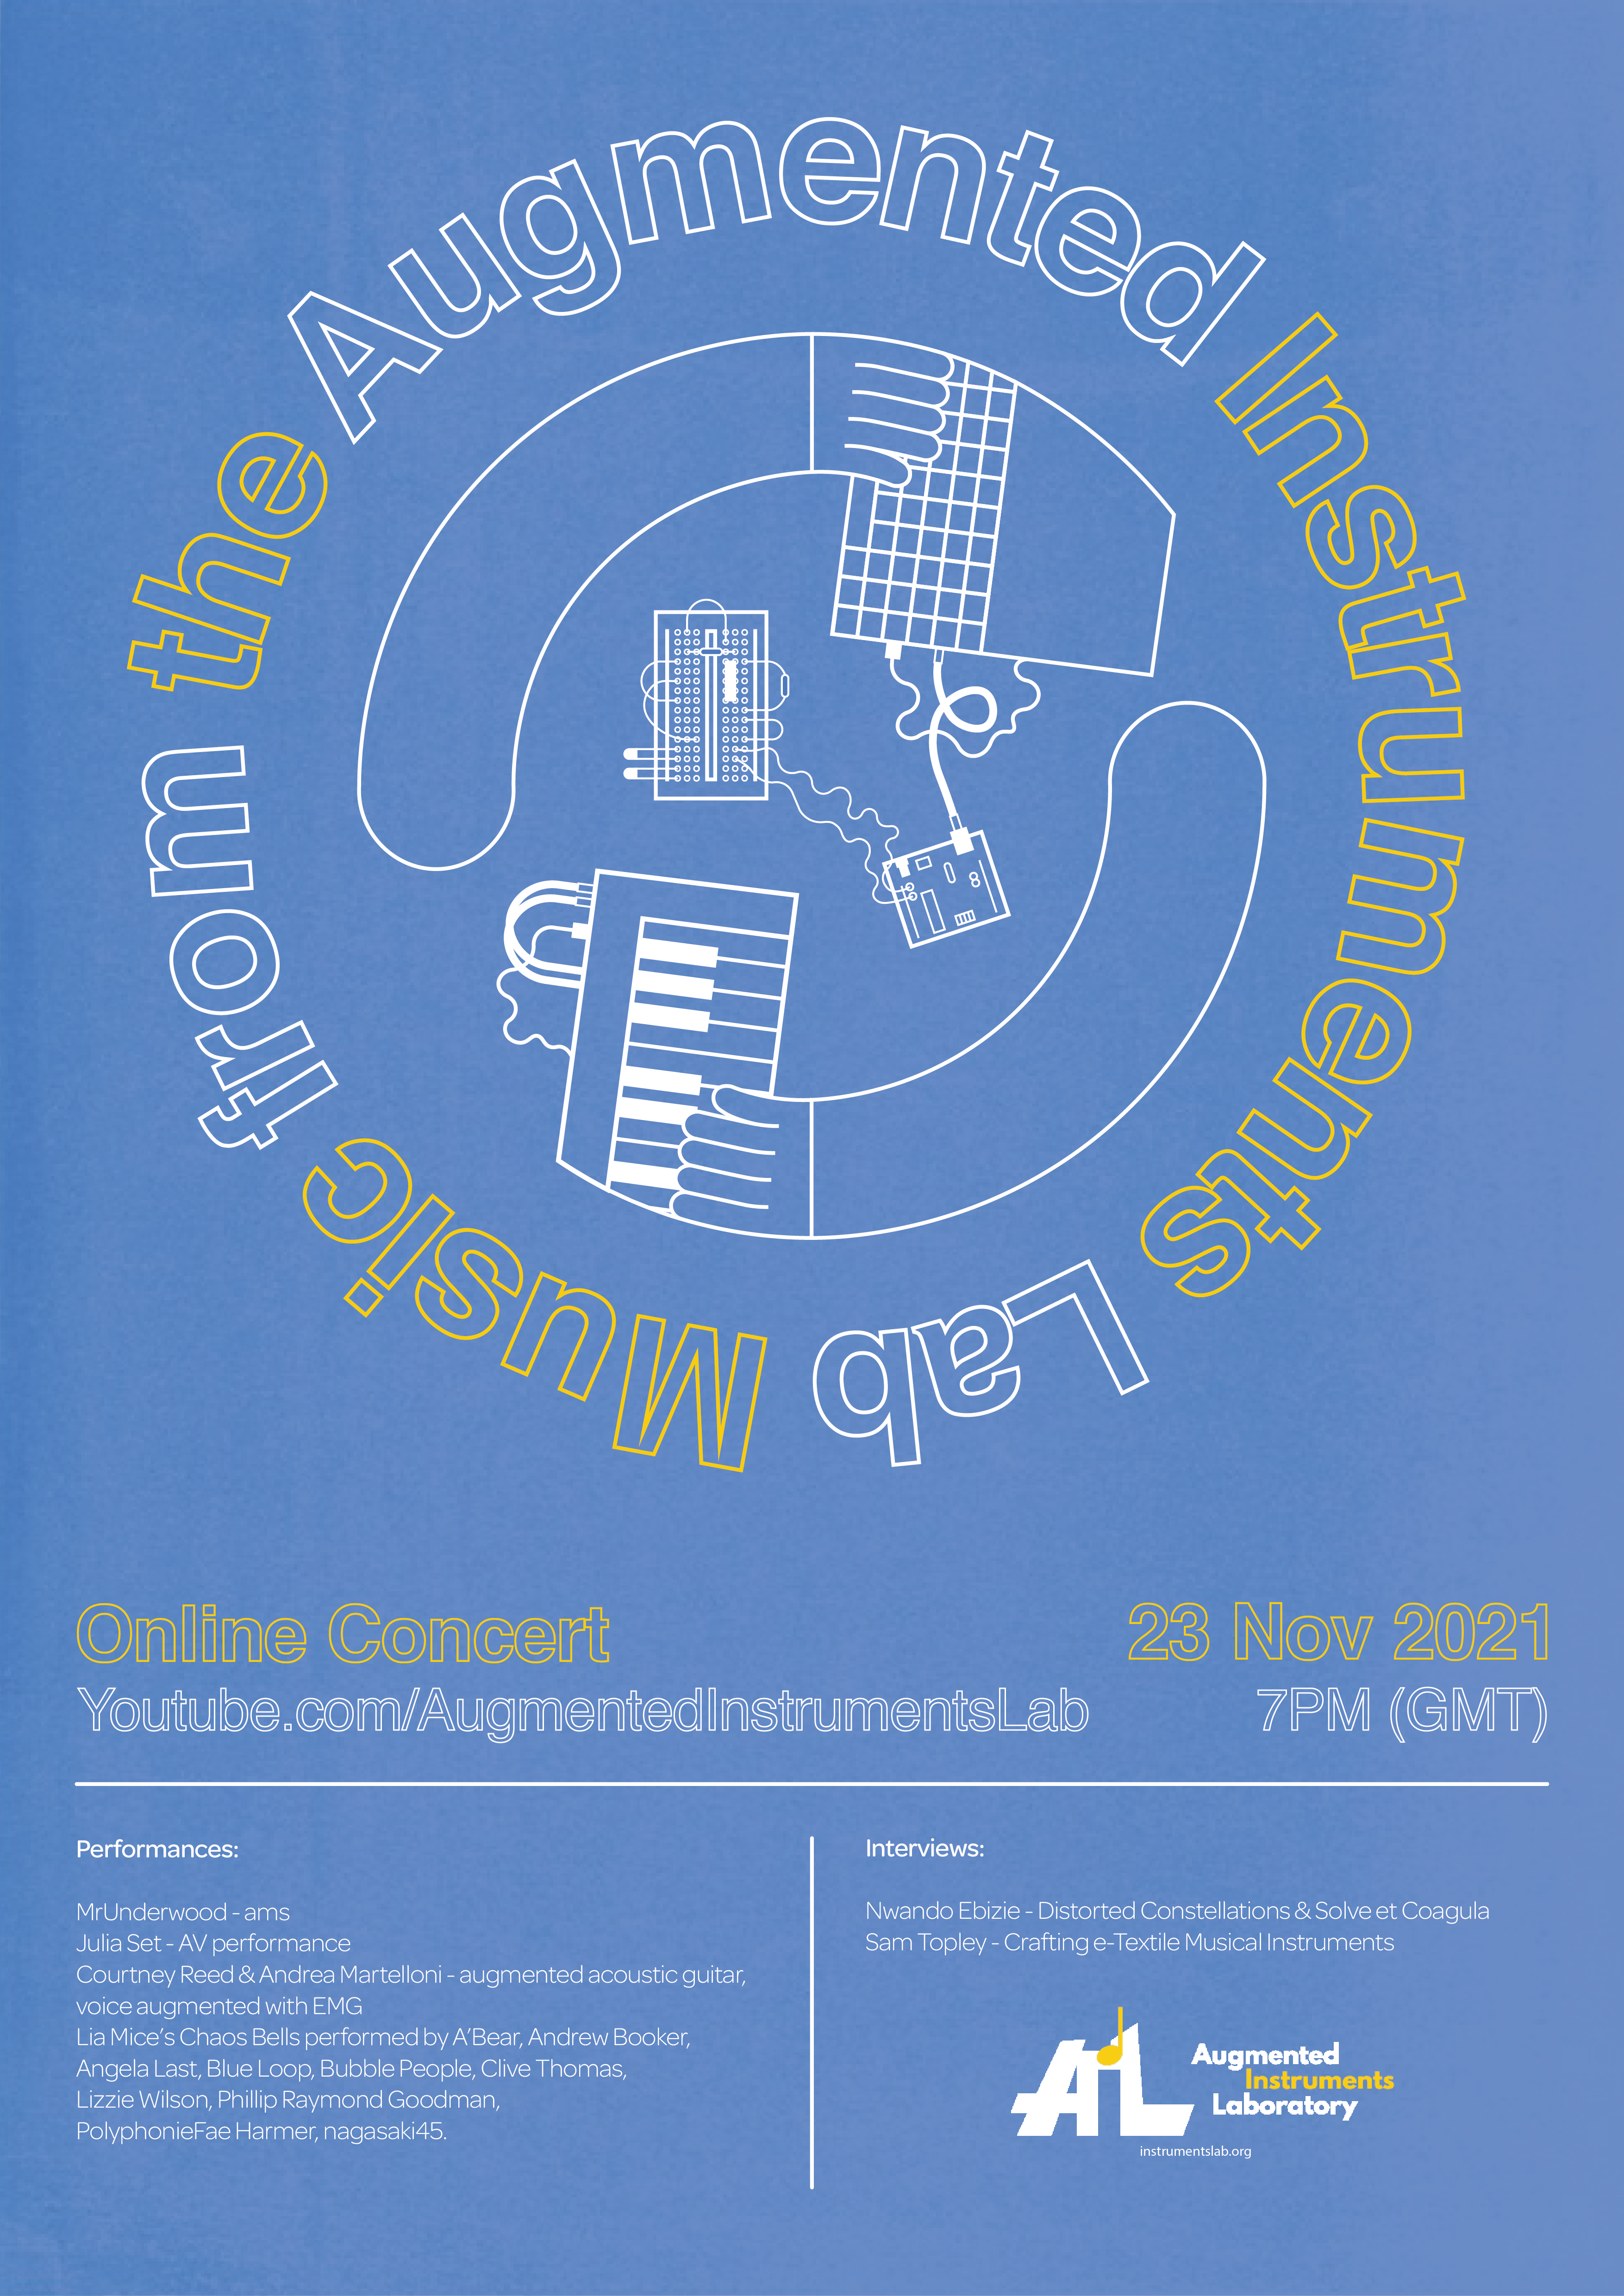 Music from the Augmented Instruments Lab
Online Concert
23 Nov 2021
Youtube.com/AugmentedInstrumentsLab
7PM (GMT)
Performances:
MrUnderwood - ams
Julia Set - AV performance
Courtney Reed & Andrea Martelloni - augmented acoustic guitar,
voice augmented with EMG
Lia Mice's Chaos Bells performed by A'Bear, Andrew Booker,
Angela Last, Blue Loop, Bubble People, Clive Thomas,
Lizzie Wilson, Phillip Raymond Goodman,
PolyphonieFae Harmer, nagasaki45.
Interviews:
Nwando Ebizie - Distorted Constellations & Solve et Coagula
Sam Topley - Crafting e-Textile Musical Instruments
AIL
Augmented
Instruments
Laboratory
instrumentslab.org